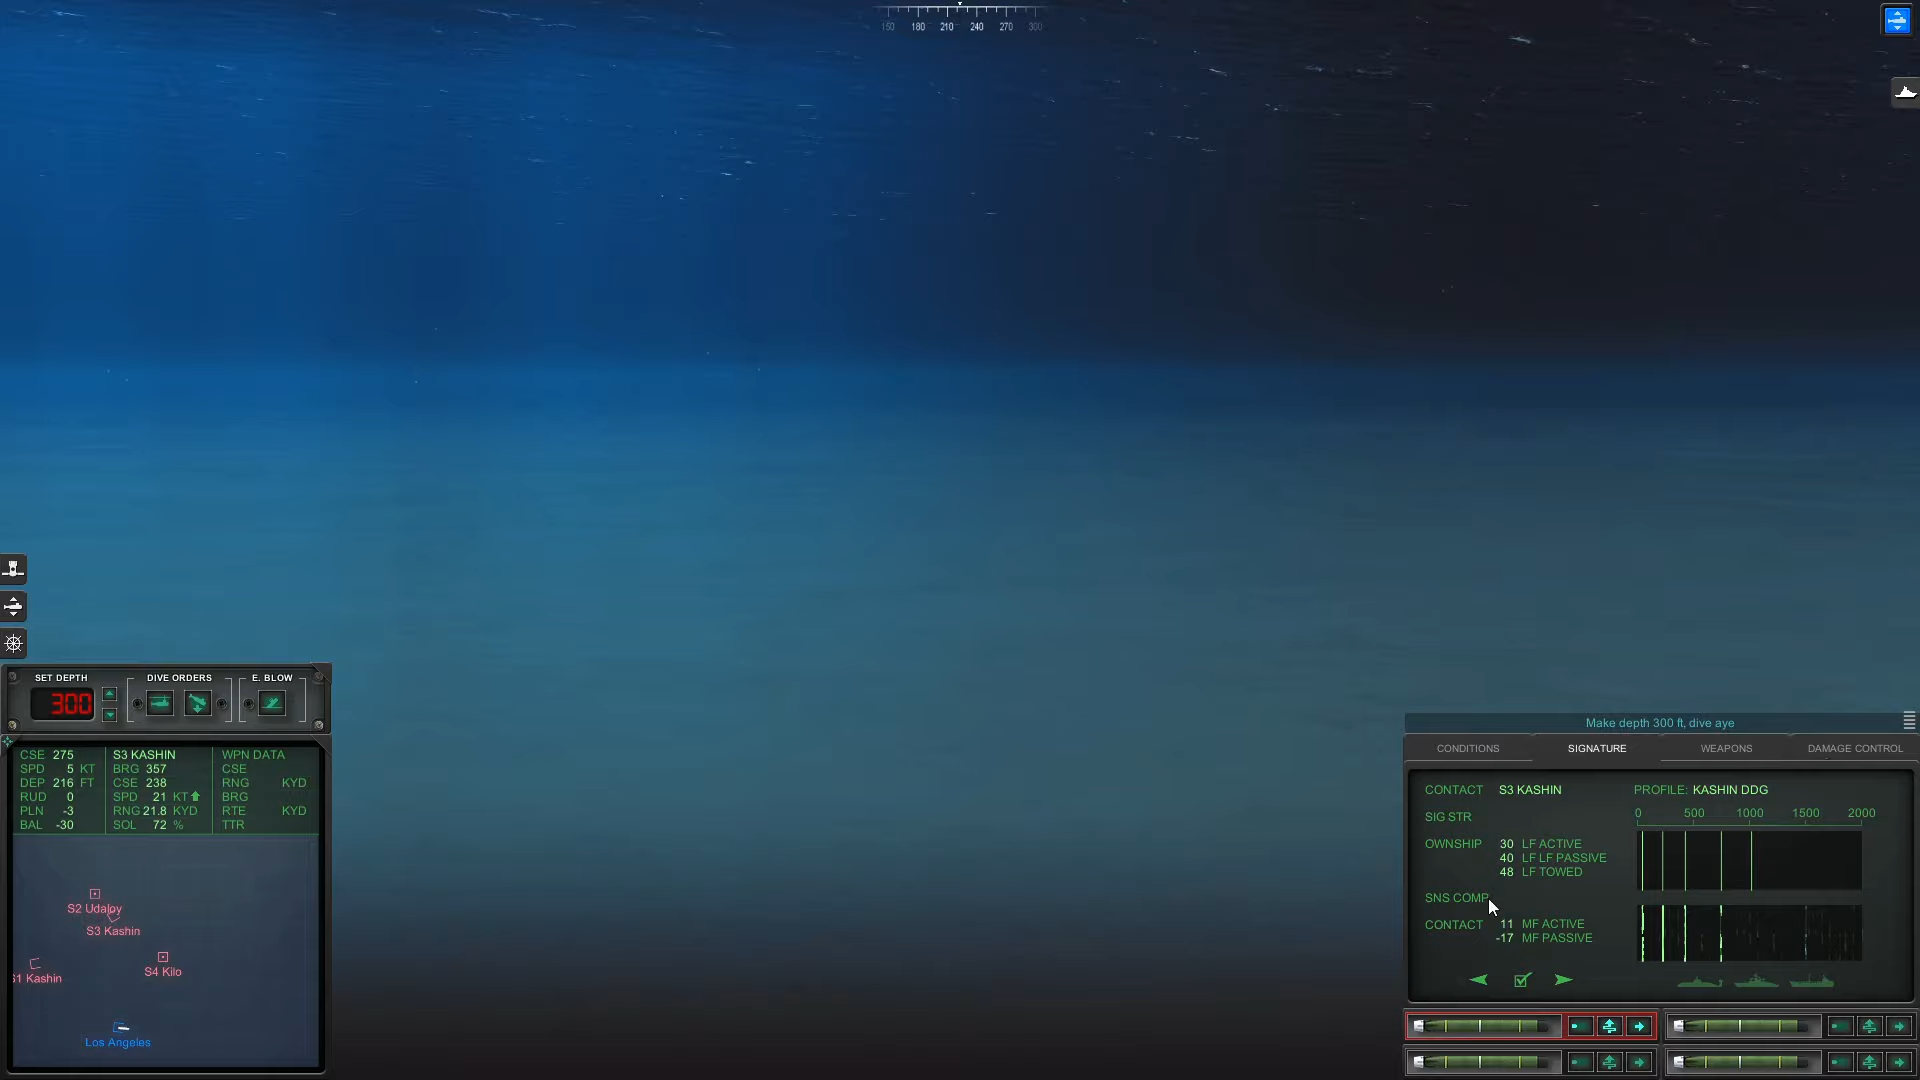 150 180 210 240 270 300
SET DEPTH DIVE ORDERS E. BLOW
300
CSE 275 S3 KASHIN WPN DATA
SPD 5 KT BRG 357 CSE
DEP 216 FT CSE 238 RNG KYD
RUD 0 SPD 21 KT BRG
PLN -3 RNG 21.8 KYD RTE KYD
BAL -30 SOL 72 % TTR
S2 Udaloy
S3 Kashin
S1 Kashin
S4 Kilo
Los Angeles
Make depth 300 ft, dive aye
CONDITIONS SIGNATURE WEAPONS DAMAGE CONTROL
CONTACT S3 KASHIN PROFILE: KASHIN DDG
SIG STR 0 500 1000 1500 2000
OWNSHIP 30 LF ACTIVE
40 LF LF PASSIVE
48 LF TOWED
SNS COMP
CONTACT 11 MF ACTIVE
-17 MF PASSIVE